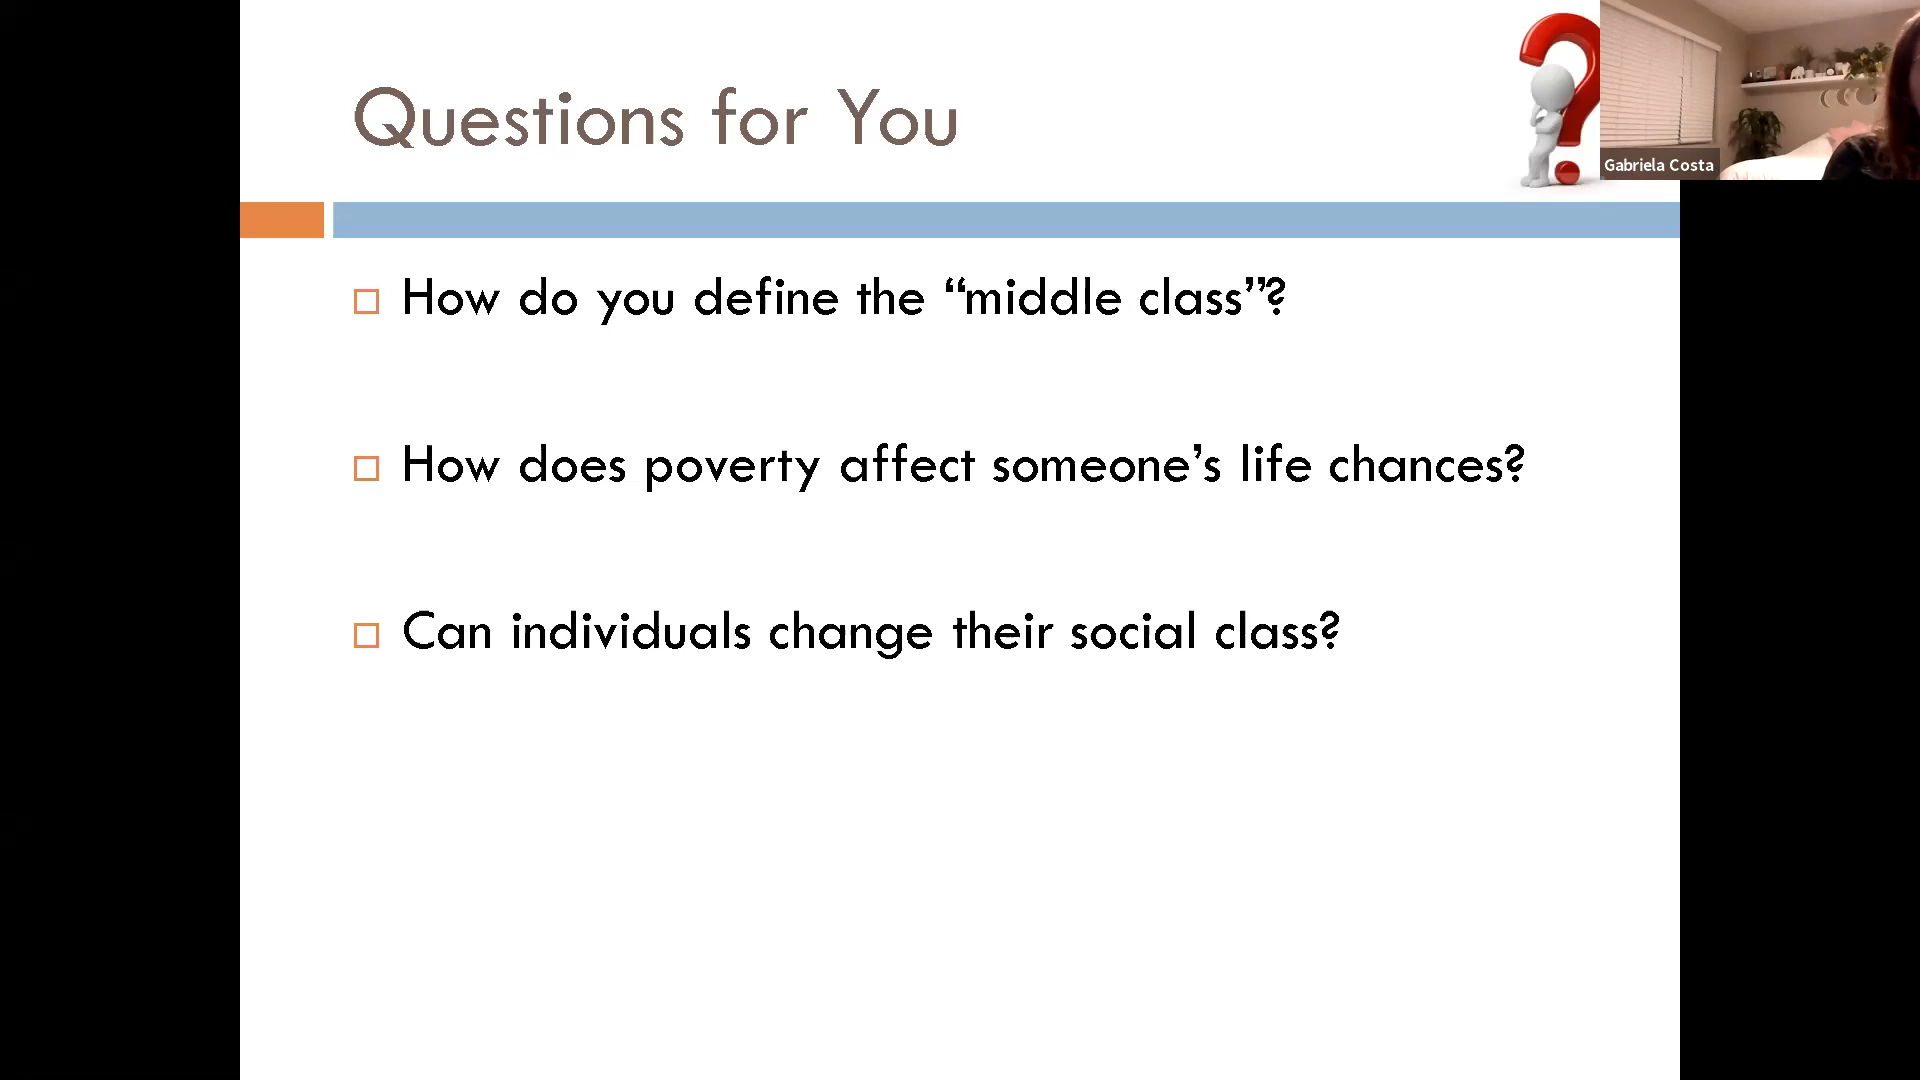 Questions for You
Gabriela Costa
How do you define the “middle class”?
How does poverty affect someone’s life chances?
Can individuals change their social class?